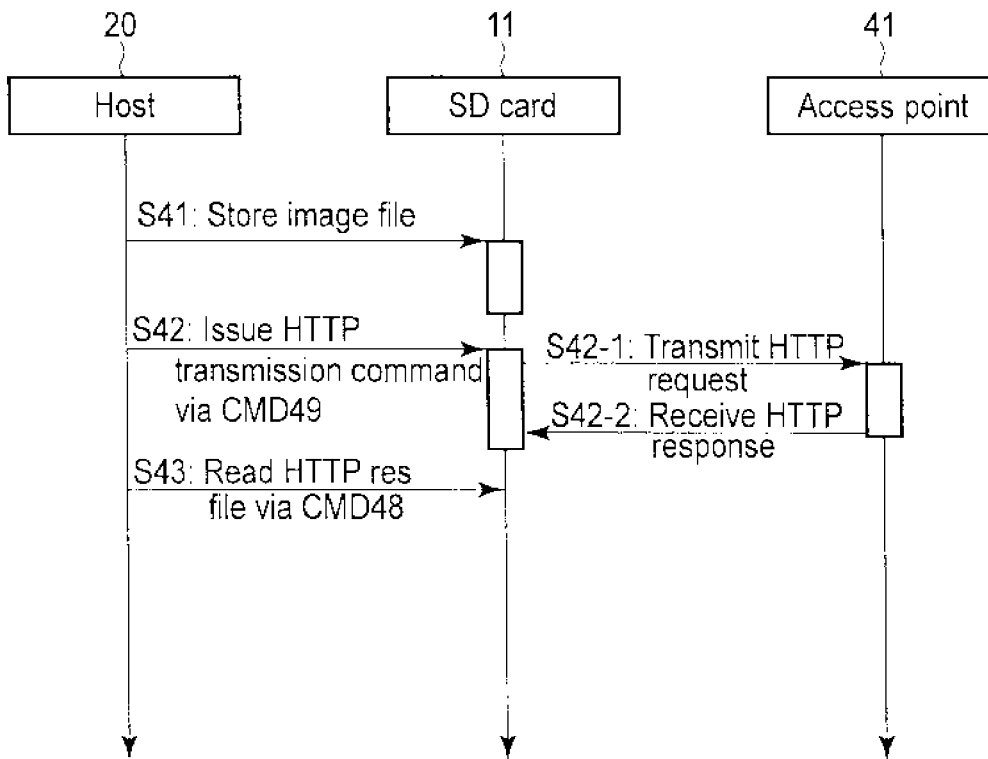 20 11 41
Host SD card Access point
S41: Store image file
S42: Issue HTTP
transmission command
via CMD49
S42-1: Transmit HTTP
request
S42-2: Receive HTTP
response
S43: Read HTTP res
file via CMD48